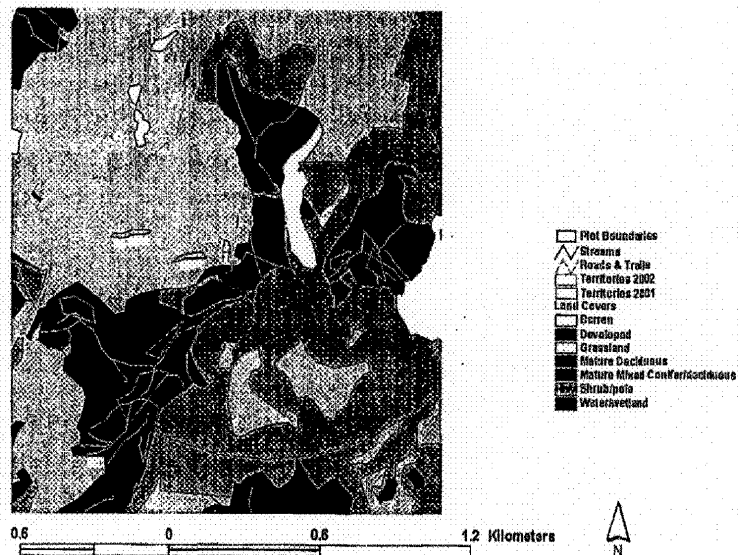 Plot Boundaries
Streams
Roads & Trails
Territories 2002
Territories 2001
Land Covers
Barren
Developed
Grassland
Mature Deciduous
Mature Mixed Conifer/deciduous
Shrub/pole
Water/wetland
0.6 0 0.6 1.2 Kilometers
N